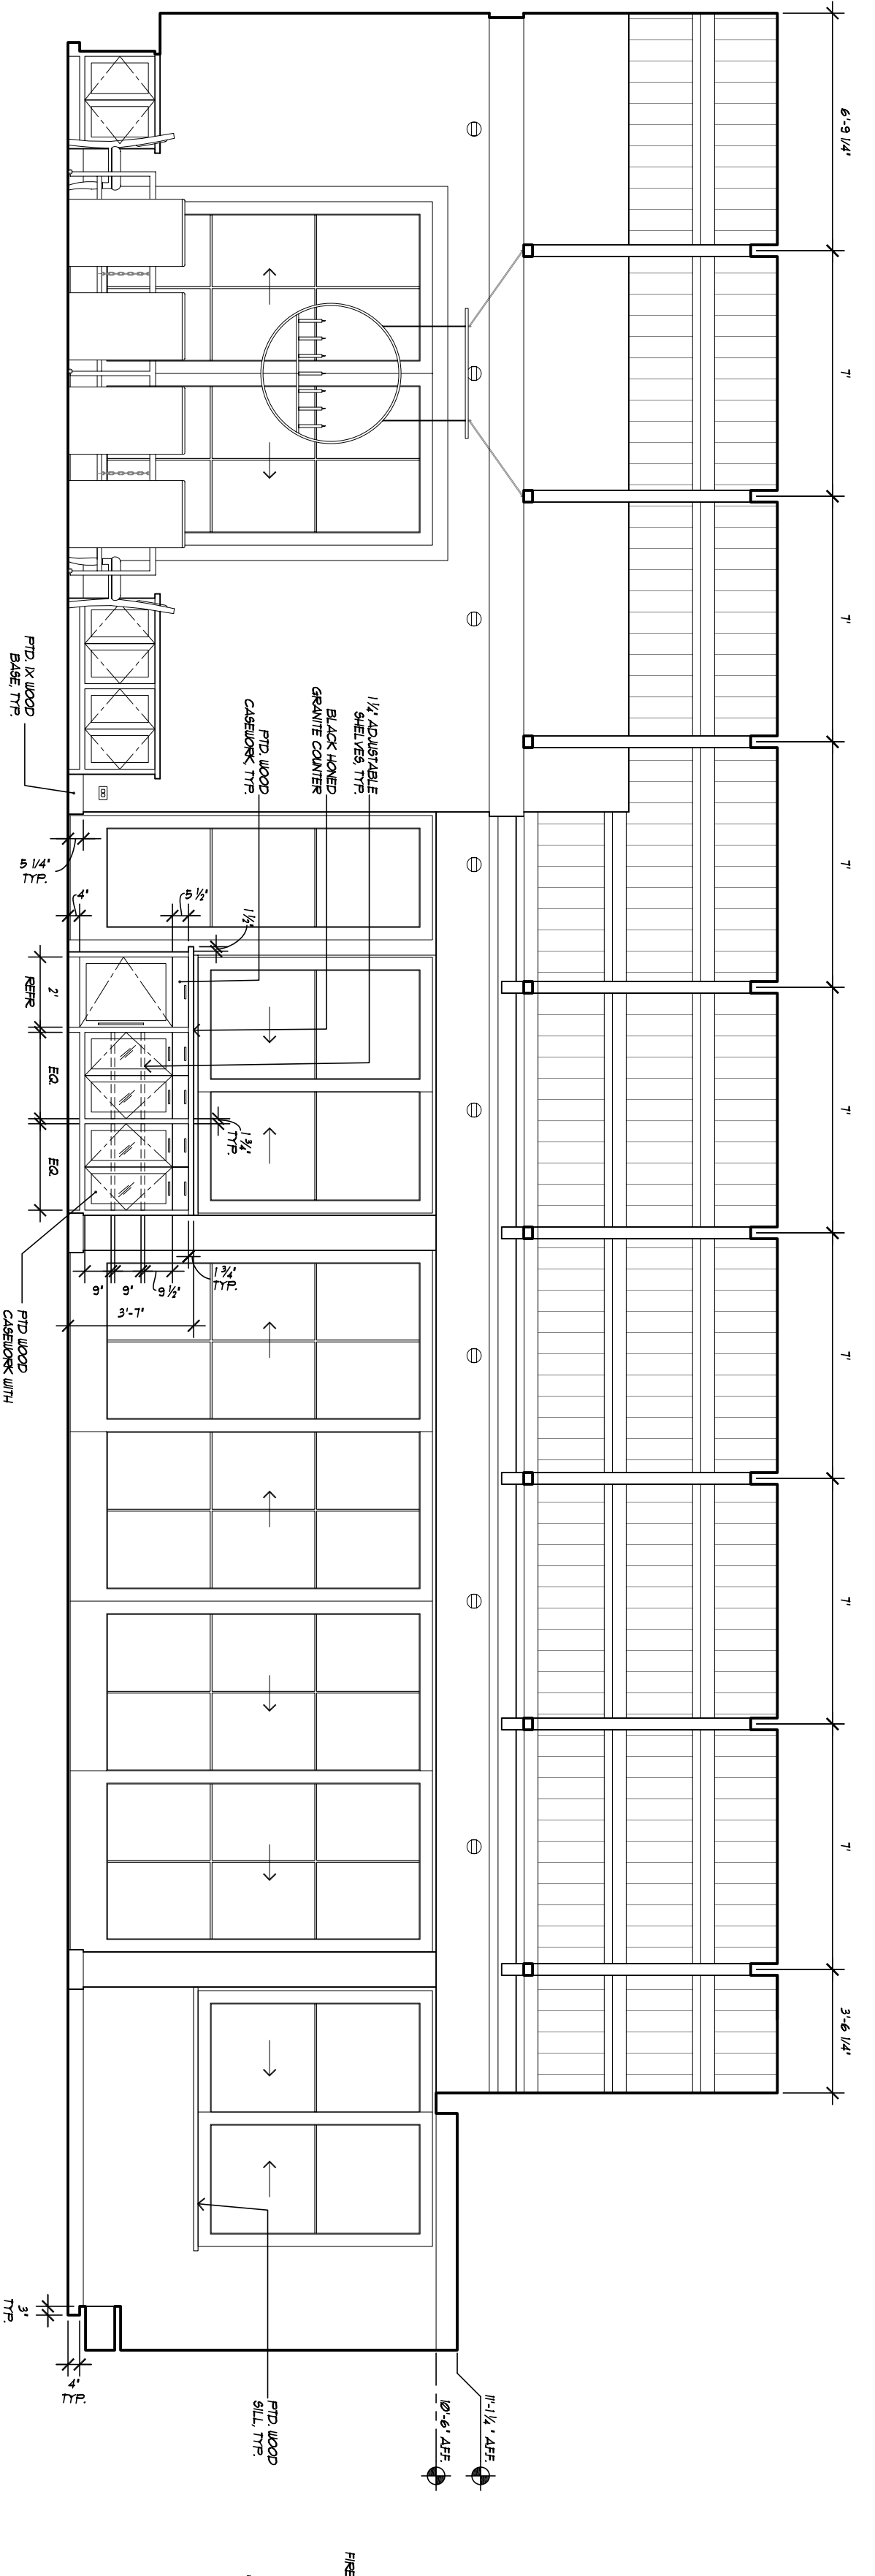 6'-9 1/4"
7'
7'
7'
7'
7'
7'
7'
3'-6 1/4"
11'-1 1/4" A.F.F.
10'-6" A.F.F.
1 1/4" ADJUSTABLE
SHELVES, TYP.
BLACK HONED
GRANITE COUNTER
PTD. WOOD
CASEWORK, TYP.
PTD. 1X WOOD
BASE, TYP.
5 1/4"
TYP.
4"
5 1/2"
1 1/2"
2'
REFR.
EQ.
EQ.
1 3/4"
TYP.
1 3/4"
TYP.
9"
9"
9 1/2"
3'-7"
PTD WOOD
CASEWORK WITH
PTD. WOOD
SILL, TYP.
3"
TYP.
4"
TYP.
FIRE